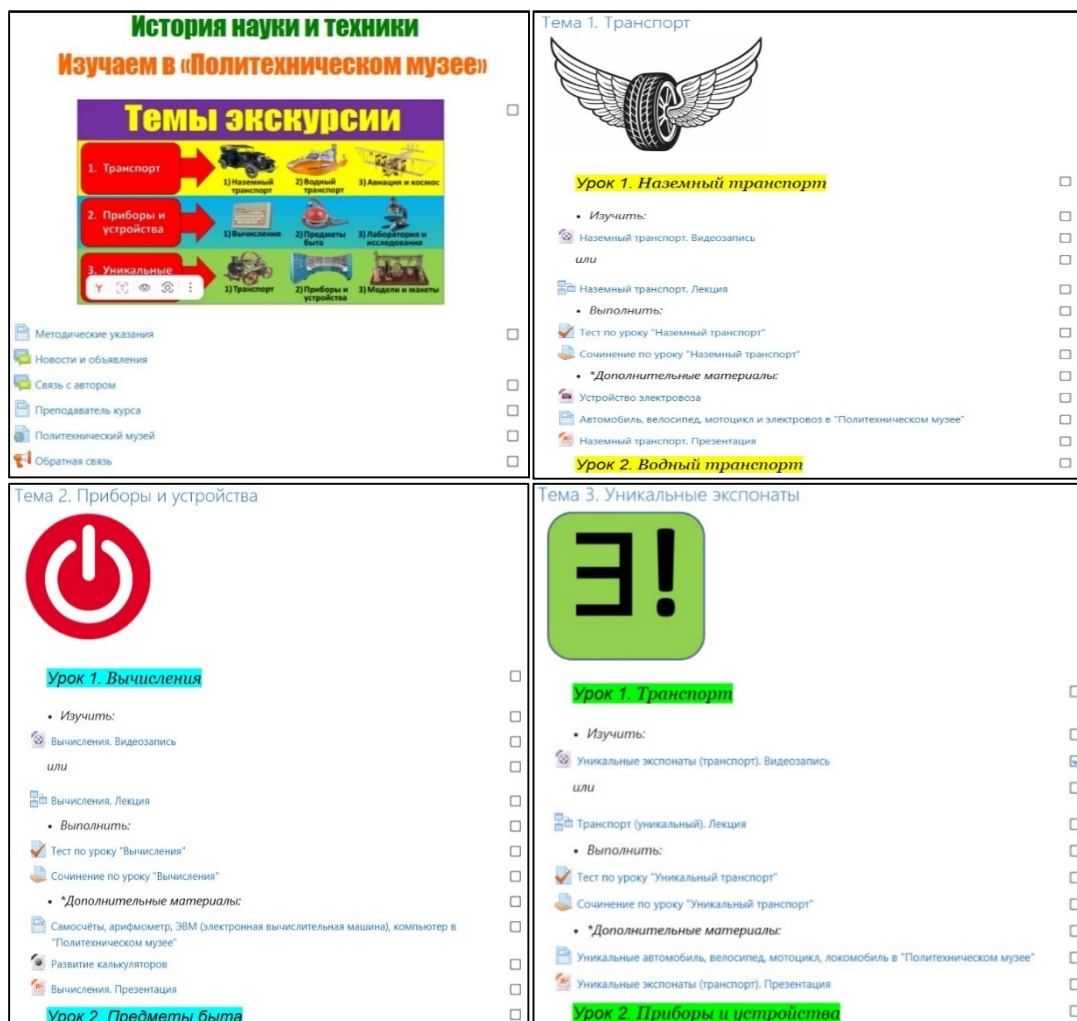 История науки и техники
Изучаем в «Политехническом музее»
Темы экскурсии
1. Транспорт
1) Наземный транспорт
2) Водный транспорт
3) Авиация и космос
2. Приборы и устройства
1) Вычисления
2) Предметы быта
3) Лаборатория и исследования
3. Уникальные
1) Транспорт
2) Приборы и устройства
3) Модели и макеты
Методические указания
Новости и объявления
Связь с автором
Преподаватель курса
Политехнический музей
Обратная связь
Тема 1. Транспорт
Урок 1. Наземный транспорт
• Изучить:
Наземный транспорт. Видеозапись
или
Наземный транспорт. Лекция
• Выполнить:
Тест по уроку "Наземный транспорт"
Сочинение по уроку "Наземный транспорт"
• *Дополнительные материалы:
Устройство электровоза
Автомобиль, велосипед, мотоцикл и электровоз в "Политехническом музее"
Наземный транспорт. Презентация
Урок 2. Водный транспорт
Тема 2. Приборы и устройства
Урок 1. Вычисления
• Изучить:
Вычисления. Видеозапись
или
Вычисления. Лекция
• Выполнить:
Тест по уроку "Вычисления"
Сочинение по уроку "Вычисления"
• *Дополнительные материалы:
Самосчёты, арифмометр, ЭВМ (электронная вычислительная машина), компьютер в
"Политехническом музее"
Развитие калькуляторов
Вычисления. Презентация
Урок 2. Предметы быта
Тема 3. Уникальные экспонаты
Ǝ!
Урок 1. Транспорт
• Изучить:
Уникальные экспонаты (транспорт). Видеозапись
или
Транспорт (уникальный). Лекция
• Выполнить:
Тест по уроку "Уникальный транспорт"
Сочинение по уроку "Уникальный транспорт"
• *Дополнительные материалы:
Уникальные автомобиль, велосипед, мотоцикл, локомобиль в "Политехническом музее"
Уникальные экспонаты (транспорт). Презентация
Урок 2. Приборы и устройства